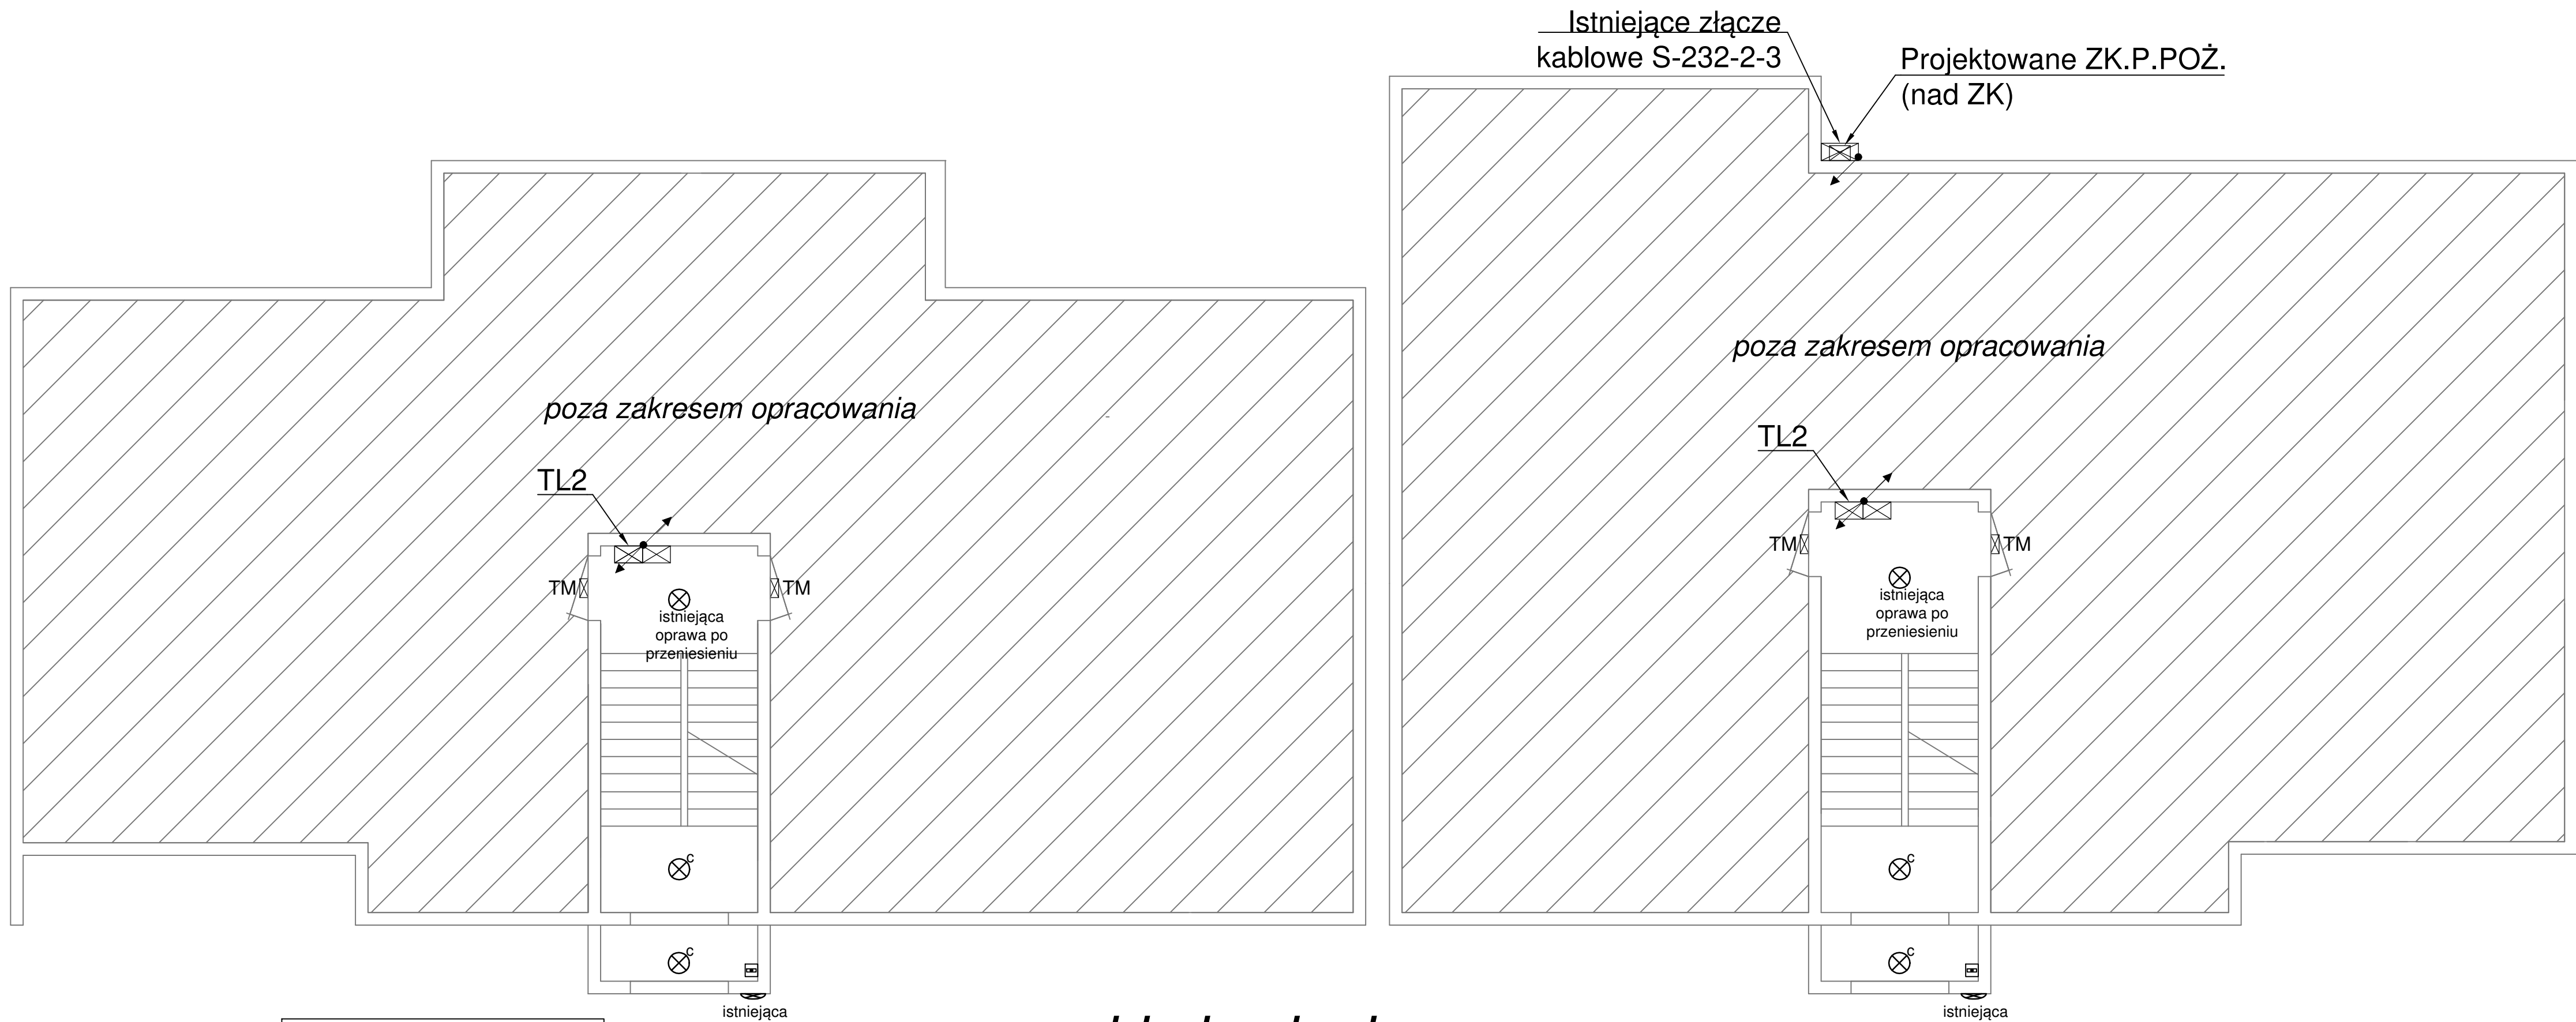 Istniejące złącze
kablowe S-232-2-3
Projektowane ZK.P.POŻ.
(nad ZK)
poza zakresem opracowania
poza zakresem opracowania
TL2
TL2
TM
TM
TM
TM
istniejąca
oprawa po
przeniesieniu
istniejąca
oprawa po
przeniesieniu
c
c
c
c
istniejąca
istniejąca